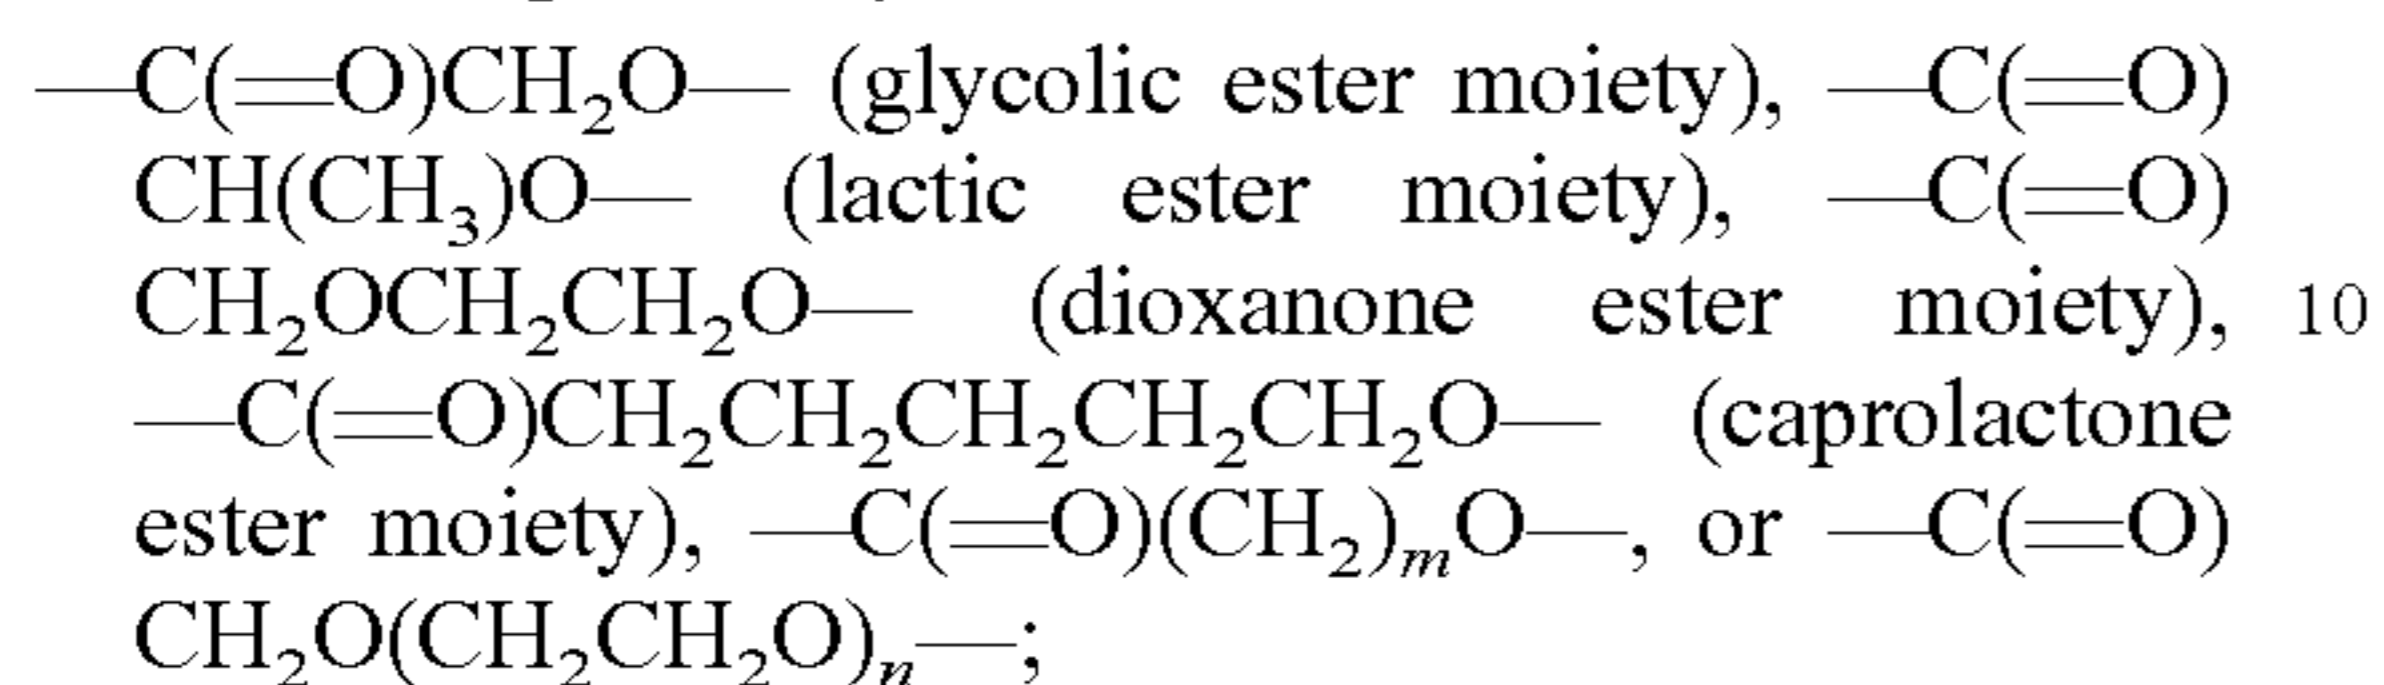 —C(=O)CH₂O— (glycolic ester moiety), —C(=O)
CH(CH₃)O— (lactic ester moiety), —C(=O)
CH₂OCH₂CH₂O— (dioxanone ester moiety), 10
—C(=O)CH₂CH₂CH₂CH₂CH₂O— (caprolactone
ester moiety), —C(=O)(CH₂)ₘO—, or —C(=O)
CH₂O(CH₂CH₂O)ₙ—;